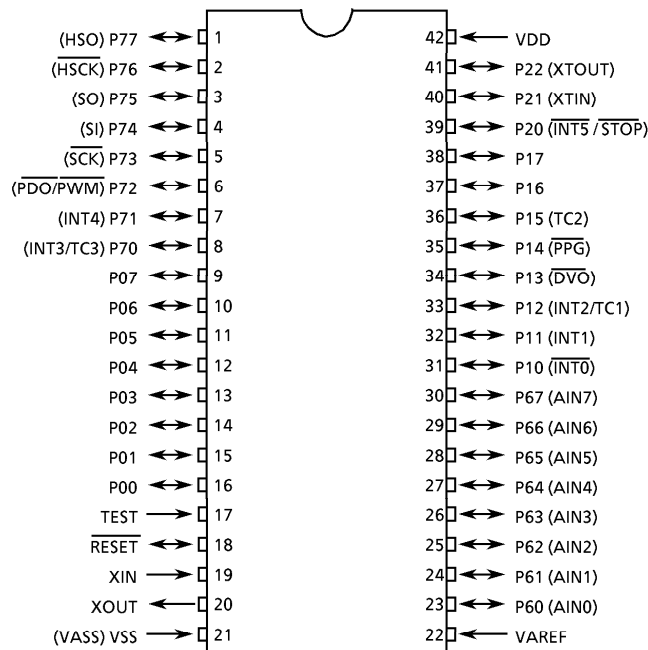 (HSO) P77 1 42 VDD
(HSCK) P76 2 41 P22 (XTOUT)
(SO) P75 3 40 P21 (XTIN)
(SI) P74 4 39 P20 (INT5 / STOP)
(SCK) P73 5 38 P17
(PDO/PWM) P72 6 37 P16
(INT4) P71 7 36 P15 (TC2)
(INT3/TC3) P70 8 35 P14 (PPG)
P07 9 34 P13 (DVO)
P06 10 33 P12 (INT2/TC1)
P05 11 32 P11 (INT1)
P04 12 31 P10 (INT0)
P03 13 30 P67 (AIN7)
P02 14 29 P66 (AIN6)
P01 15 28 P65 (AIN5)
P00 16 27 P64 (AIN4)
TEST 17 26 P63 (AIN3)
RESET 18 25 P62 (AIN2)
XIN 19 24 P61 (AIN1)
XOUT 20 23 P60 (AIN0)
(VASS) VSS 21 22 VAREF